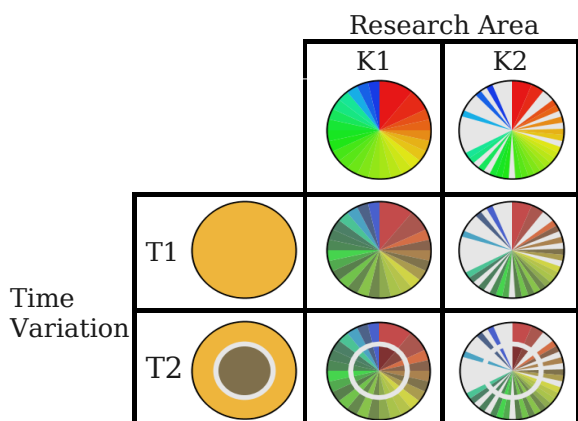 Research Area
K1 K2
T1
Time
Variation
T2